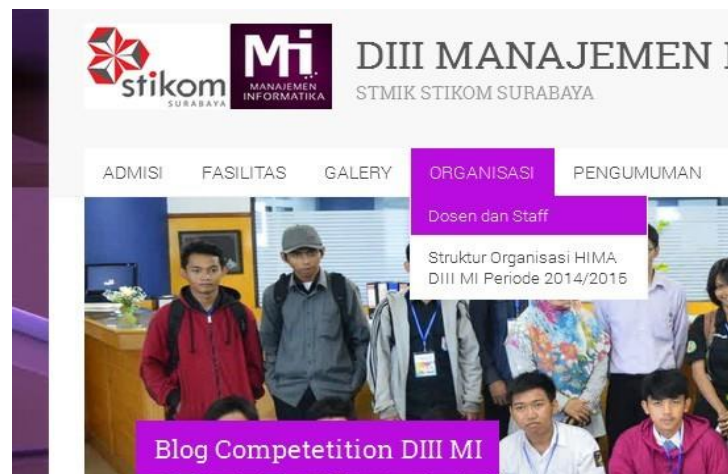 stikom
SURABAYA
Mi
MANAJEMEN
INFORMATIKA
DIII MANAJEMEN
STMIK STIKOM SURABAYA
ADMISI FASILITAS GALERY ORGANISASI PENGUMUMAN
Dosen dan Staff
Struktur Organisasi HIMA
DIII MI Periode 2014/2015
Blog Competetition DIII MI